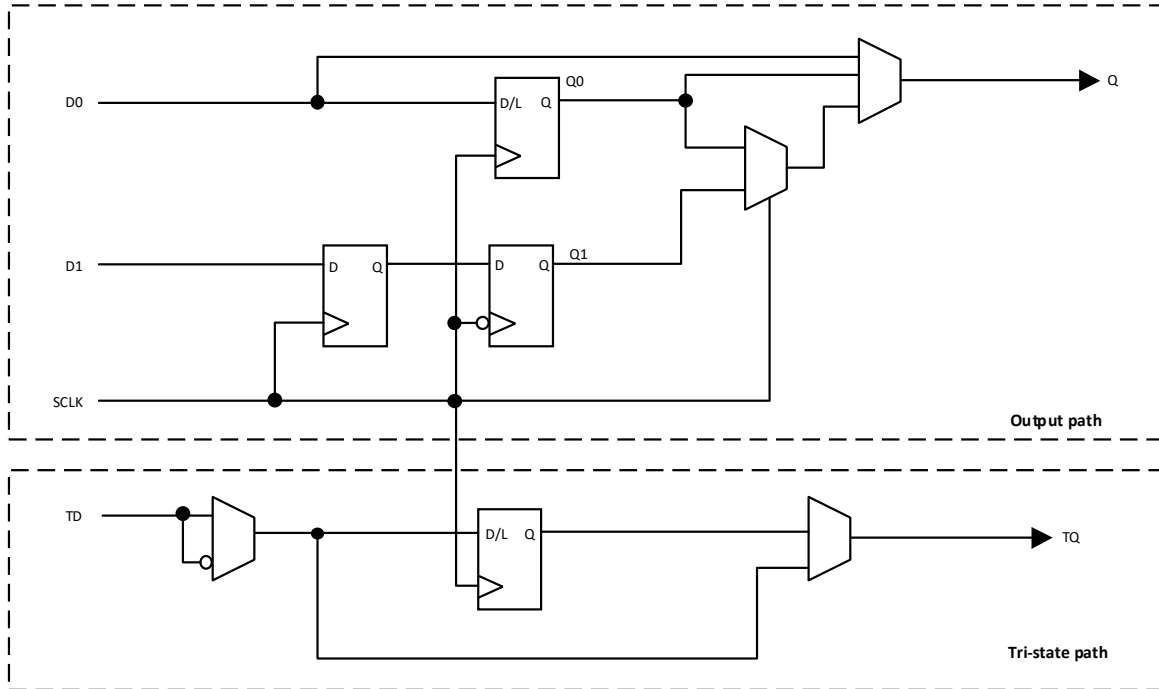 Q0
D0
D/L Q
Q
Q1
D1
D Q
D Q
SCLK
Output path
TD
D/L Q
TQ
Tri-state path